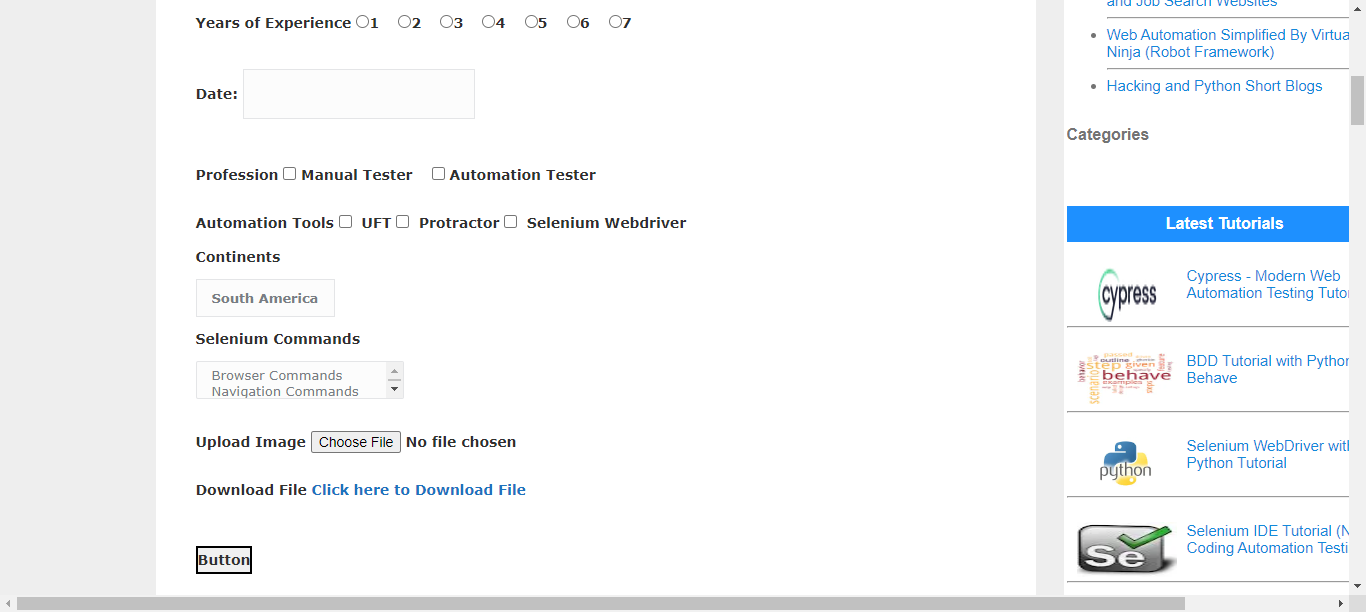 Years of Experience 1 2 3 4 5 6 7
Date:
Profession Manual Tester Automation Tester
Automation Tools UFT Protractor Selenium Webdriver
Continents
South America
Selenium Commands
Browser Commands
Navigation Commands
Upload Image Choose File No file chosen
Download File Click here to Download File
Button
and Job Search Websites
Web Automation Simplified By Virtua
Ninja (Robot Framework)
Hacking and Python Short Blogs
Categories
Latest Tutorials
cypress
Cypress - Modern Web
Automation Testing Tuto
behave
BDD Tutorial with Python
Behave
python
Selenium WebDriver with
Python Tutorial
Se
Selenium IDE Tutorial (N
Coding Automation Testi